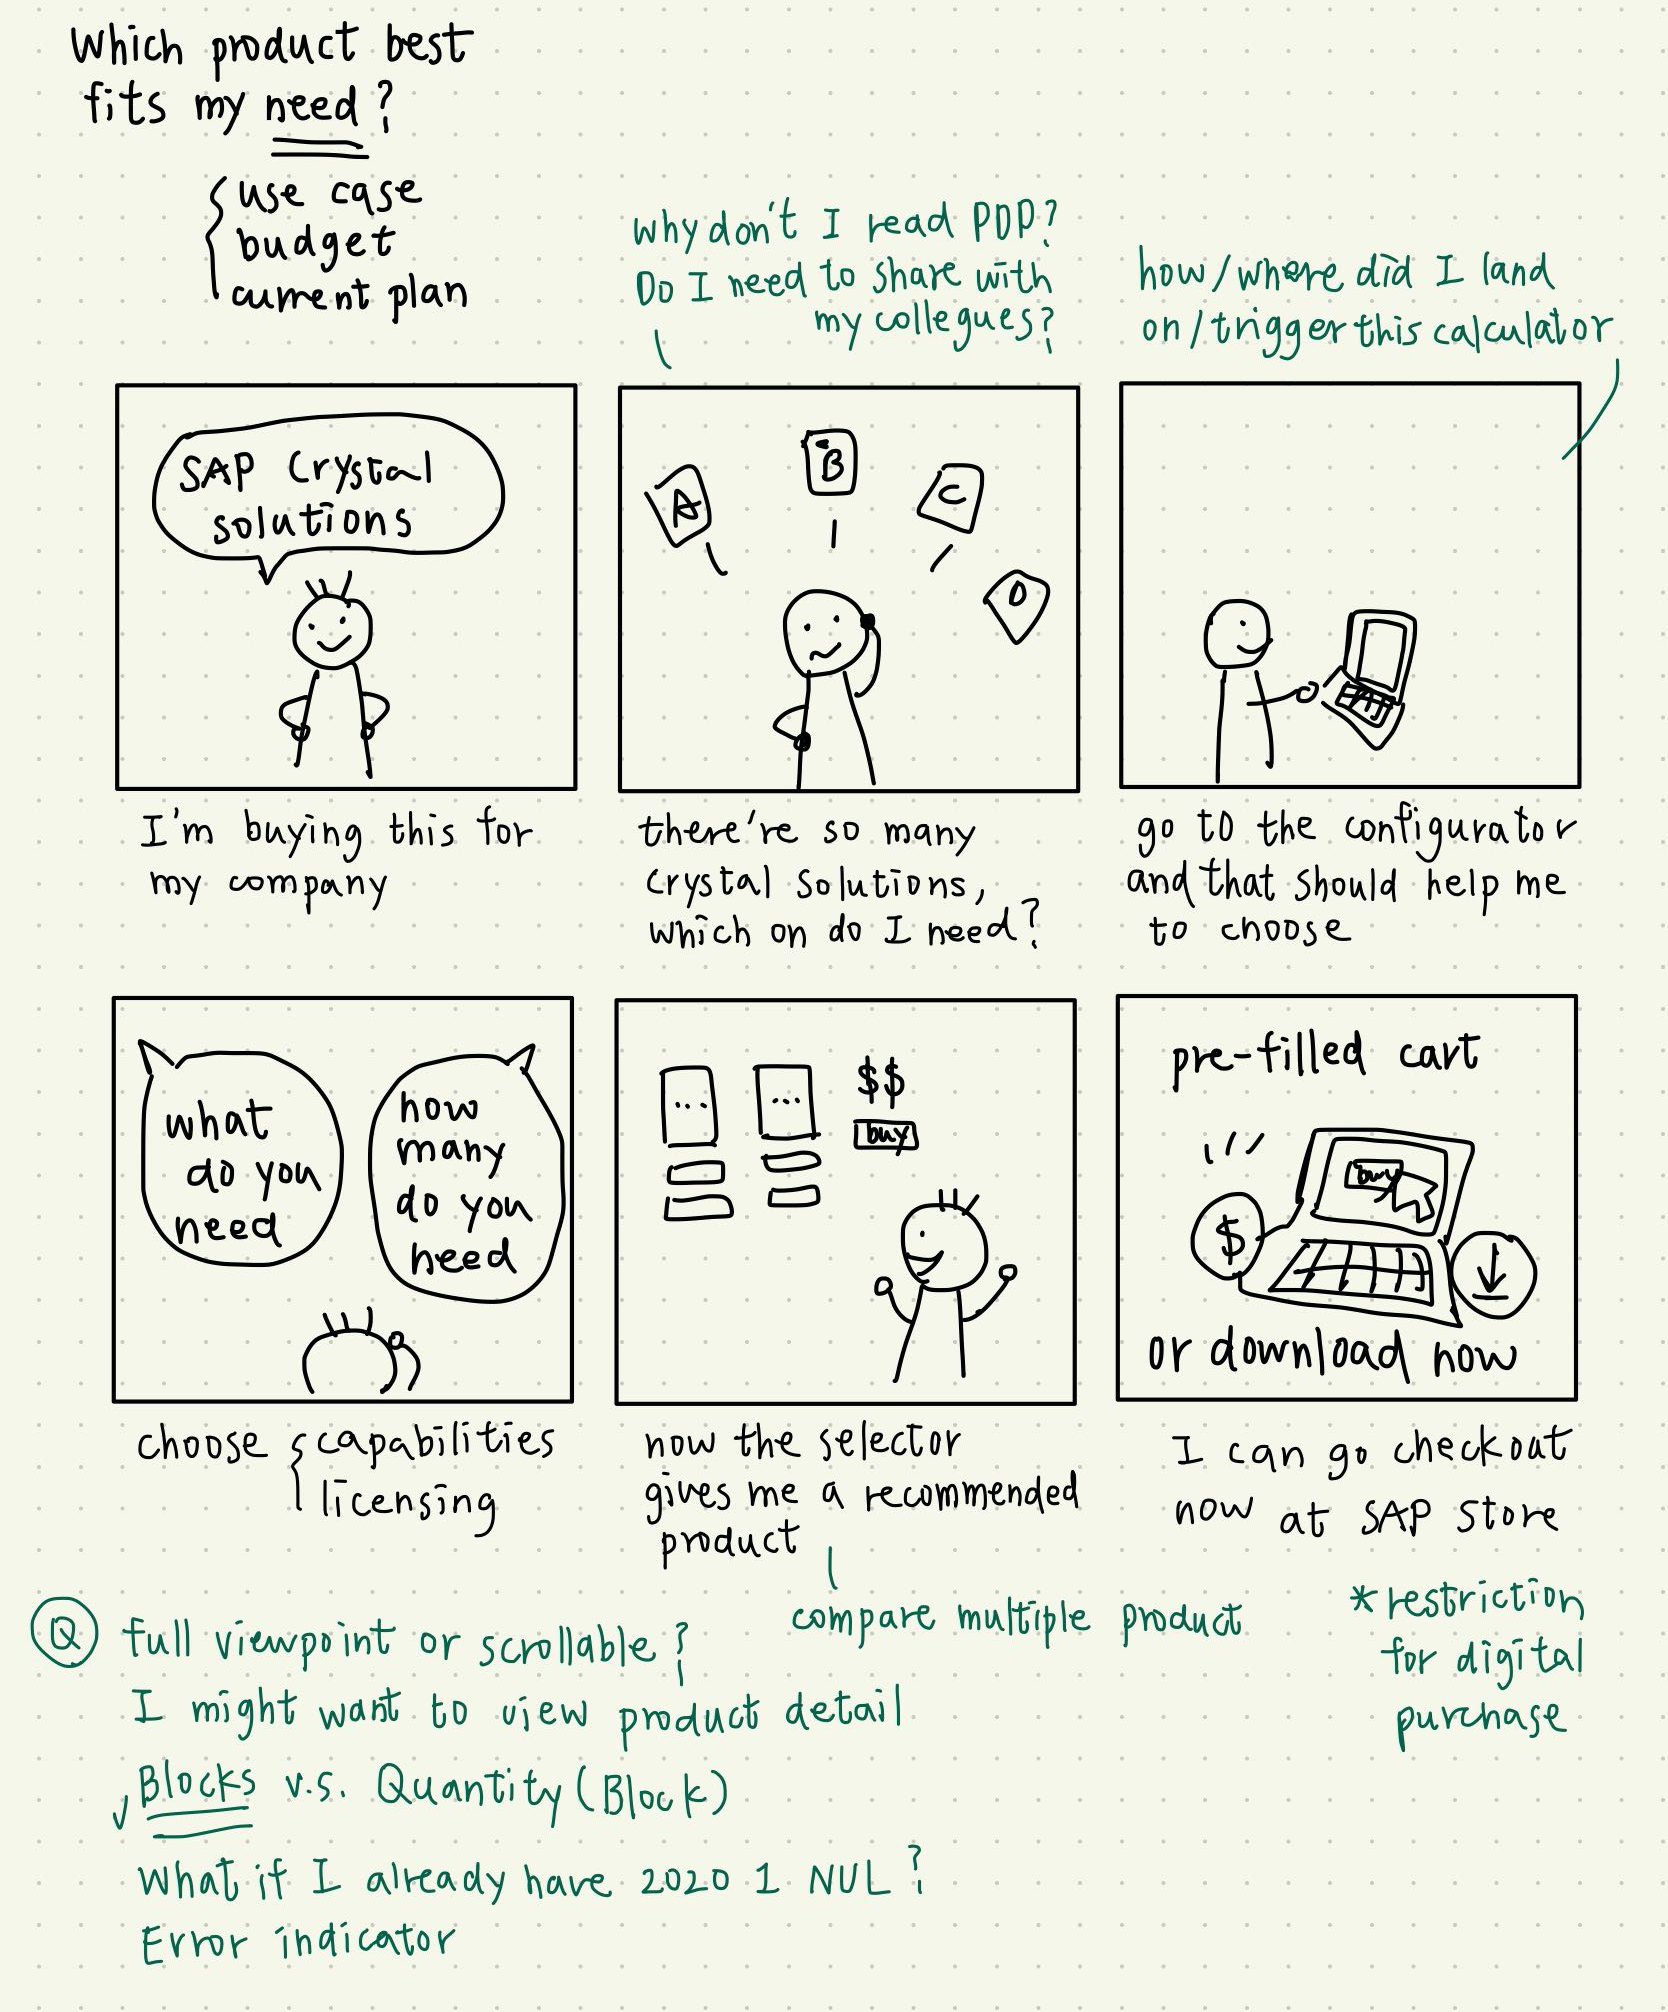 Which product best
fits my need?
use case
budget
current plan
why don't I read PDP?
Do I need to share with
my collegues?
how/where did I land
on/trigger this calculator
SAP Crystal
solutions
I'm buying this for
my company
A
B
C
D
there're so many
Crystal Solutions,
which on do I need?
go to the configurator
and that should help me
to choose
what
do you
need
how
many
do you
need
choose { capabilities
licensing
...
...
$$
buy
now the selector
gives me a recommended
product
compare multiple product
pre-filled cart
buy
$
or download now
I can go checkout
now at SAP Store
*restriction
for digital
purchase
Q full viewpoint or scrollable?
I might want to view product detail
Blocks v.s. Quantity (Block)
What if I already have 2020 1 NUL?
Error indicator